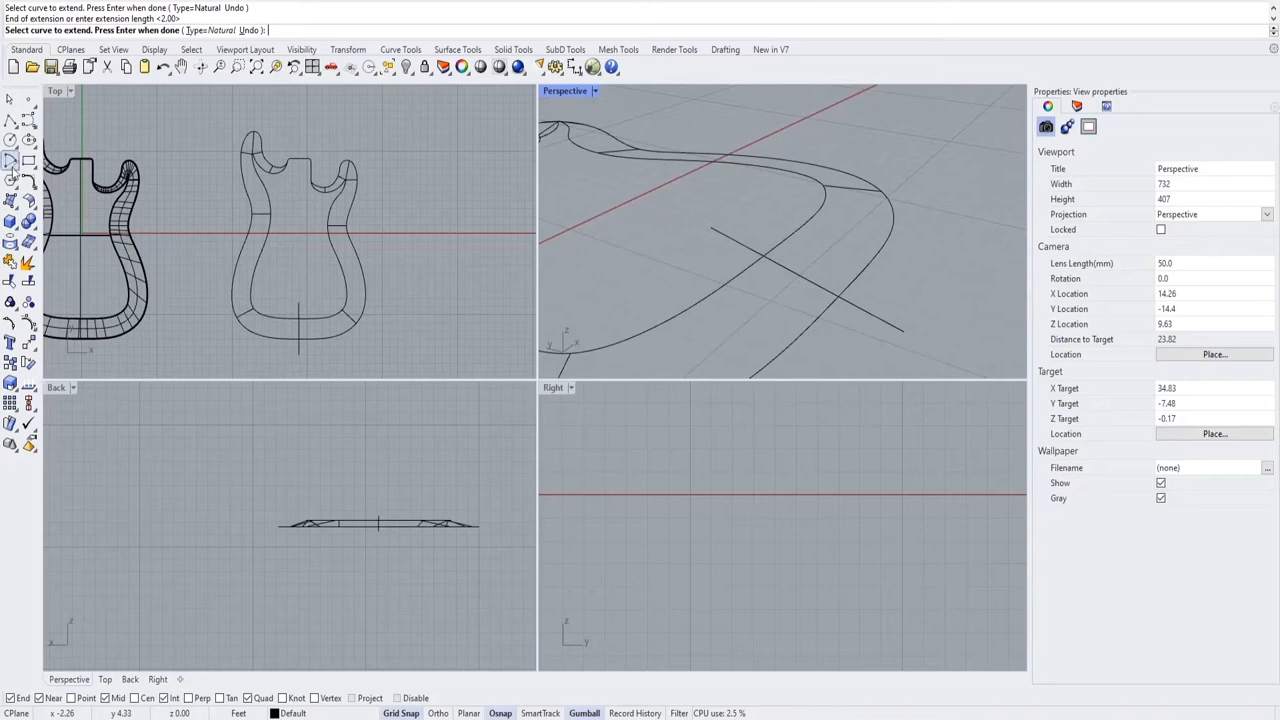 Select curve to extend. Press Enter when done ( Type=Natural  Undo )
End of extension or enter extension length <2.00>
Select curve to extend. Press Enter when done ( Type=Natural  Undo ):
Standard CPlanes Set View Display Select Viewport Layout Visibility Transform Curve Tools Surface Tools Solid Tools SubD Tools Mesh Tools Render Tools Drafting New in V7
Top
Perspective
Properties: View properties
Viewport
Title Perspective
Width 732
Height 407
Projection Perspective
Locked
Camera
Lens Length(mm) 50.0
Rotation 0.0
X Location 14.26
Y Location -14.4
Z Location 9.63
Distance to Target 23.82
Location Place...
Target
X Target 34.83
Y Target -7.48
Z Target -0.17
Location Place...
Wallpaper
Filename (none) ...
Show
Gray
y
x
z
y
x
Back
Right
z
x
z
y
Perspective Top Back Right
End Near Point Mid Cen Int Perp Tan Quad Knot Vertex Project Disable
CPlane x -2.26 y 4.33 z 0.00 Feet Default Grid Snap Ortho Planar Osnap SmartTrack Gumball Record History Filter CPU use: 2.5 %